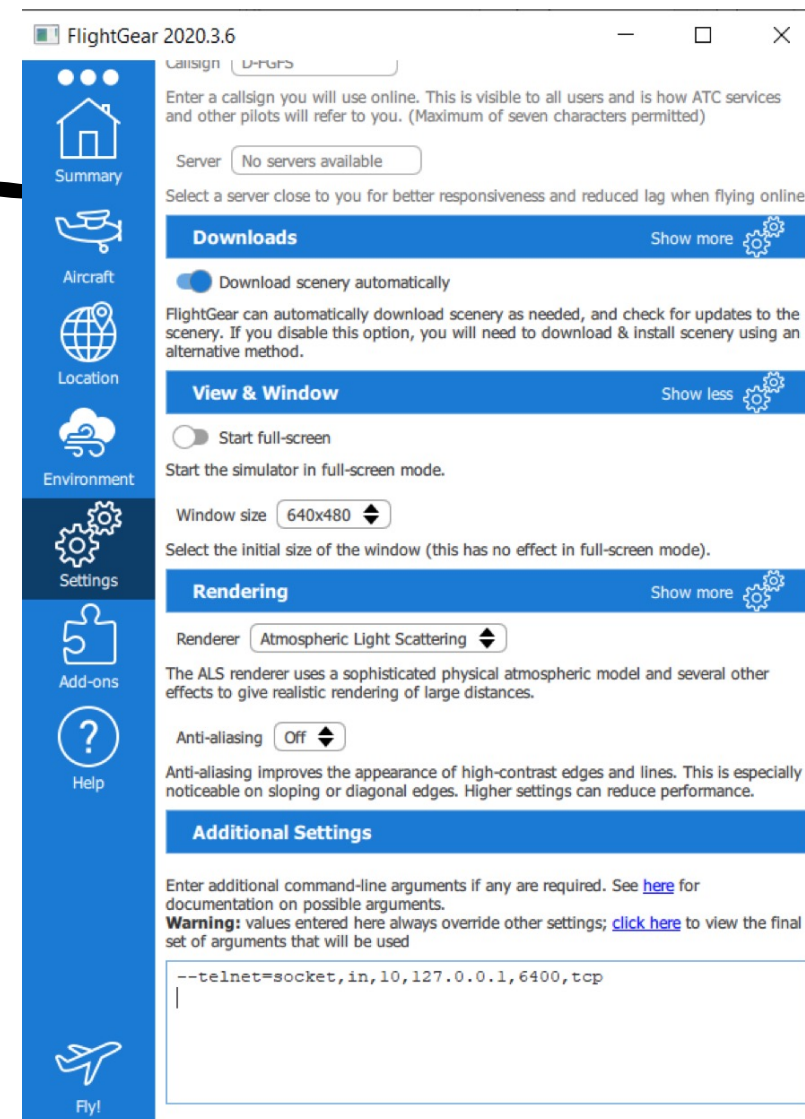 FlightGear 2020.3.6
Callsign D-FGFS
Enter a callsign you will use online. This is visible to all users and is how ATC services
and other pilots will refer to you. (Maximum of seven characters permitted)
Server No servers available
Select a server close to you for better responsiveness and reduced lag when flying online
Downloads Show more
Download scenery automatically
FlightGear can automatically download scenery as needed, and check for updates to the
scenery. If you disable this option, you will need to download & install scenery using an
alternative method.
View & Window Show less
Start full-screen
Start the simulator in full-screen mode.
Window size 640x480
Select the initial size of the window (this has no effect in full-screen mode).
Rendering Show more
Renderer Atmospheric Light Scattering
The ALS renderer uses a sophisticated physical atmospheric model and several other
effects to give realistic rendering of large distances.
Anti-aliasing Off
Anti-aliasing improves the appearance of high-contrast edges and lines. This is especially
noticeable on sloping or diagonal edges. Higher settings can reduce performance.
Additional Settings
Enter additional command-line arguments if any are required. See here for
documentation on possible arguments.
Warning: values entered here always override other settings; click here to view the final
set of arguments that will be used
--telnet=socket,in,10,127.0.0.1,6400,tcp
Summary
Aircraft
Location
Environment
Settings
Add-ons
Help
Fly!